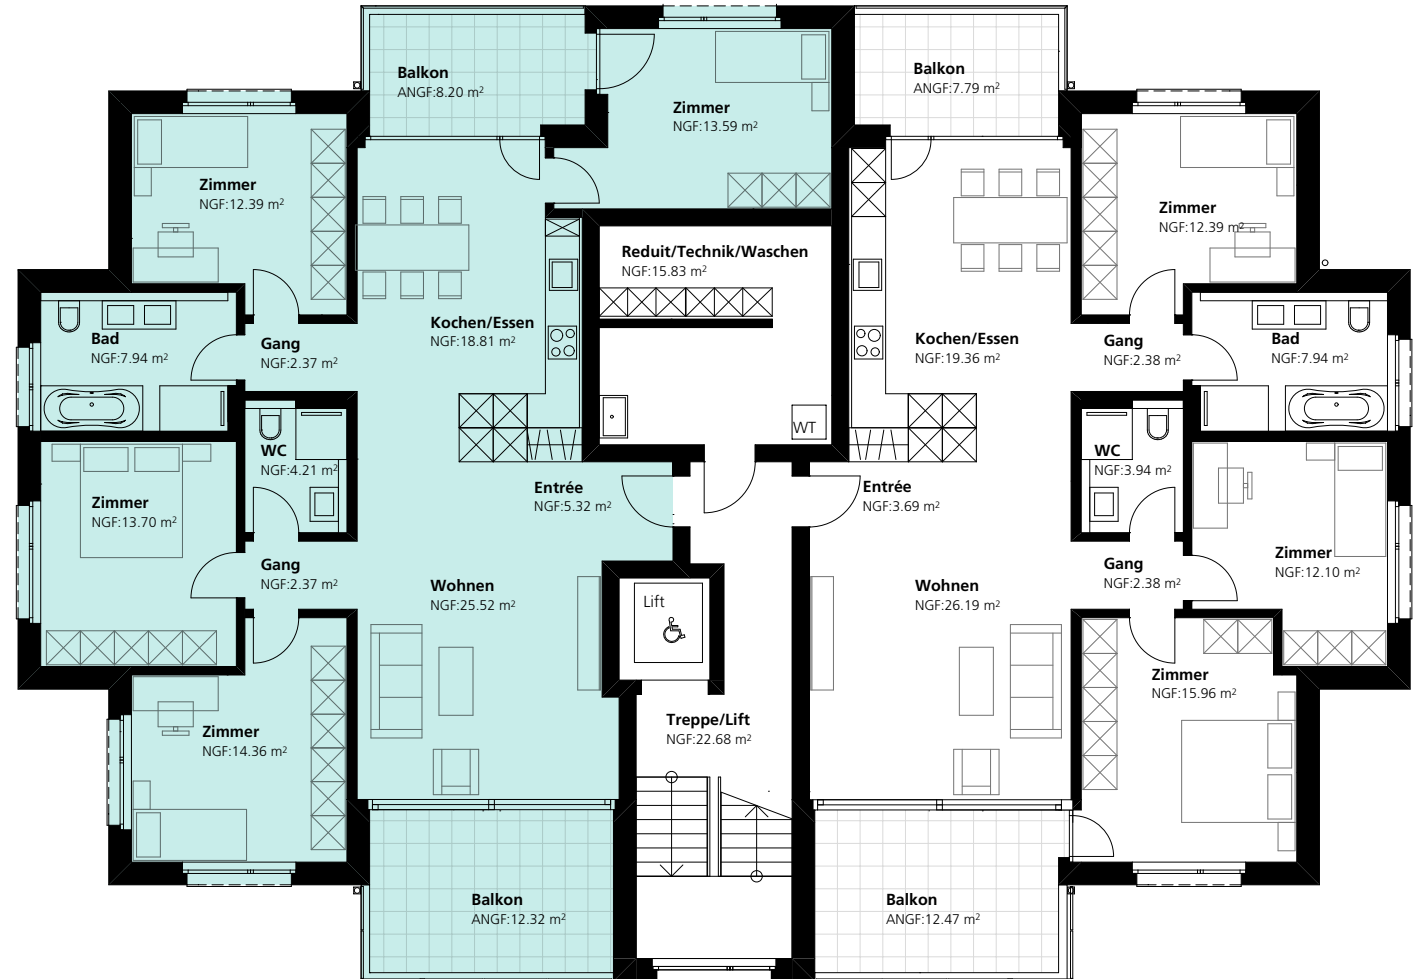 Balkon
ANGF:8.20 m²
Zimmer
NGF:13.59 m²
Balkon
ANGF:7.79 m²
Zimmer
NGF:12.39 m²
Zimmer
NGF:12.39 m²
Reduit/Technik/Waschen
NGF:15.83 m²
Bad
NGF:7.94 m²
Gang
NGF:2.37 m²
Kochen/Essen
NGF:18.81 m²
Kochen/Essen
NGF:19.36 m²
Gang
NGF:2.38 m²
Bad
NGF:7.94 m²
WT
WC
NGF:4.21 m²
WC
NGF:3.94 m²
Zimmer
NGF:13.70 m²
Entrée
NGF:5.32 m²
Entrée
NGF:3.69 m²
Zimmer
NGF:12.10 m²
Gang
NGF:2.37 m²
Wohnen
NGF:25.52 m²
Lift
Wohnen
NGF:26.19 m²
Gang
NGF:2.38 m²
Zimmer
NGF:14.36 m²
Treppe/Lift
NGF:22.68 m²
Zimmer
NGF:15.96 m²
Balkon
ANGF:12.32 m²
Balkon
ANGF:12.47 m²